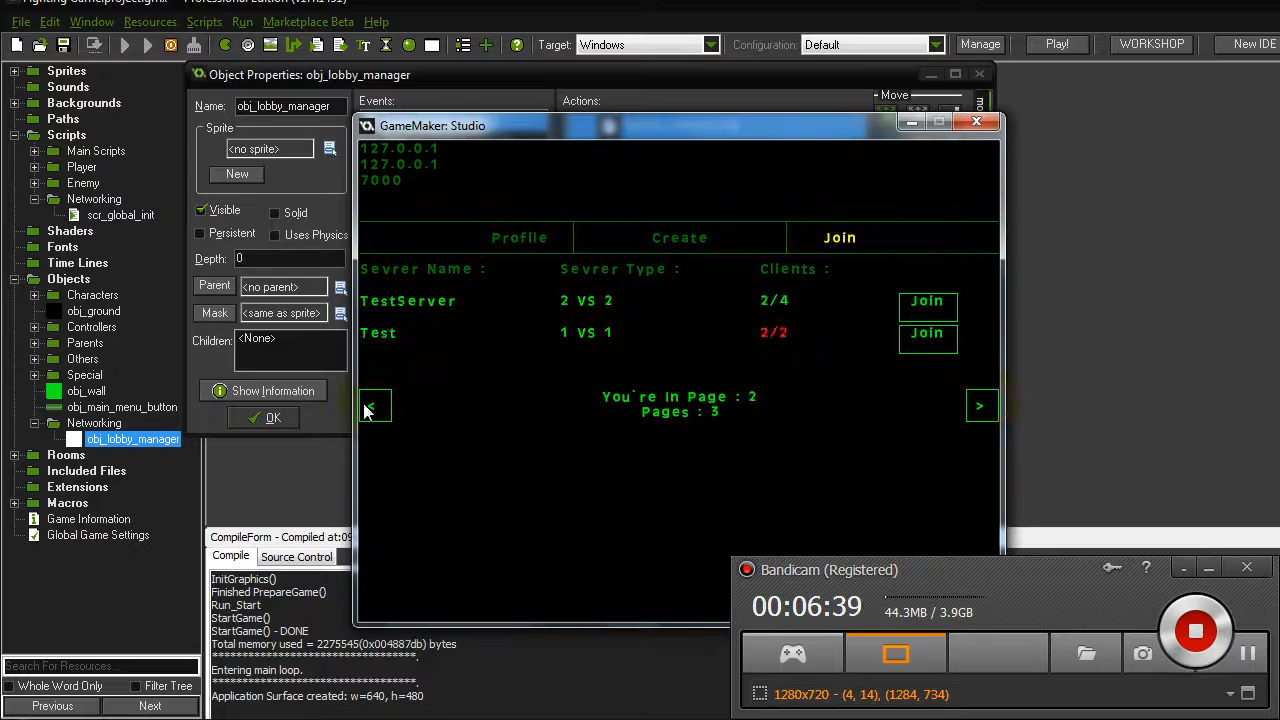 File Edit Window Resources Scripts Run Marketplace Beta Help
Target: Windows Configuration: Default Manage Play! WORKSHOP New IDE
Sprites
Sounds
Backgrounds
Paths
Scripts
Main Scripts
Player
Enemy
Networking
scr_global_init
Shaders
Fonts
Time Lines
Objects
Characters
obj_ground
Controllers
Parents
Others
Special
obj_wall
obj_main_menu_button
Networking
obj_lobby_manager
Rooms
Included Files
Extensions
Macros
Game Information
Global Game Settings
Search For Resources...
Whole Word Only Filter Tree
Previous Next
Object Properties: obj_lobby_manager
Name: obj_lobby_manager
Events:
Actions:
Move
Sprite
<no sprite>
New
Visible Solid
Persistent Uses Physics
Depth: 0
Parent <no parent>
Mask <same as sprite>
Children: <None>
Show Information
OK
GameMaker: Studio
127.0.0.1
127.0.0.1
7000
Profile Create Join
Sevrer Name : Sevrer Type : Clients :
TestServer 2 VS 2 2/4 Join
Test 1 VS 1 2/2 Join
< You`re In Page : 2 >
Pages : 3
CompileForm - Compiled at:09
Compile Source Control
InitGraphics()
Finished PrepareGame()
Run_Start
StartGame()
StartGame() - DONE
Total memory used = 2275545(0x004887db) bytes
**********************************.
Entering main loop.
**********************************.
Application Surface created: w=640, h=480
Bandicam (Registered)
00:06:39 44.3MB / 3.9GB
1280x720 - (4, 14), (1284, 734)